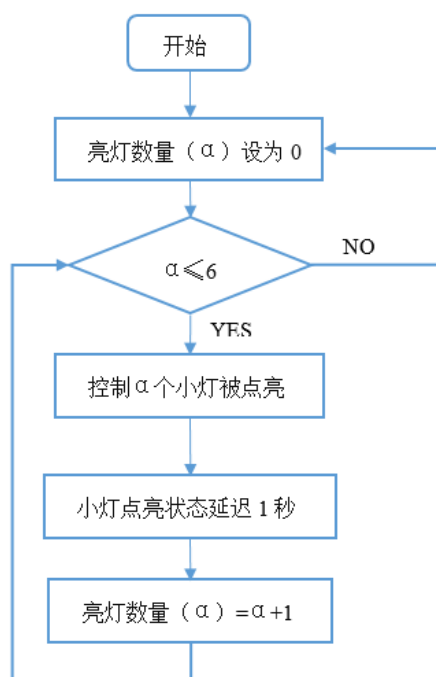 开始
亮灯数量（α）设为 0
α≤6
NO
YES
控制α个小灯被点亮
小灯点亮状态延迟 1 秒
亮灯数量（α）=α+1